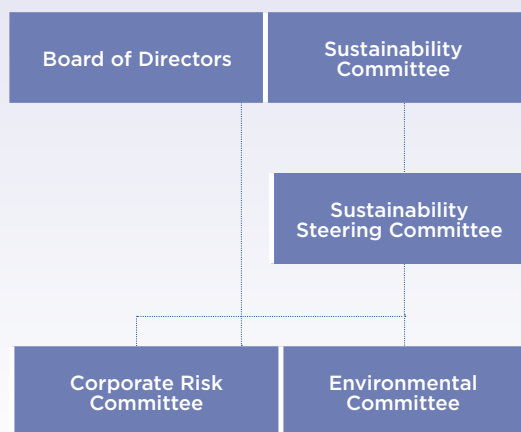 Board of Directors
Sustainability
Committee
Sustainability
Steering Committee
Corporate Risk
Committee
Environmental
Committee